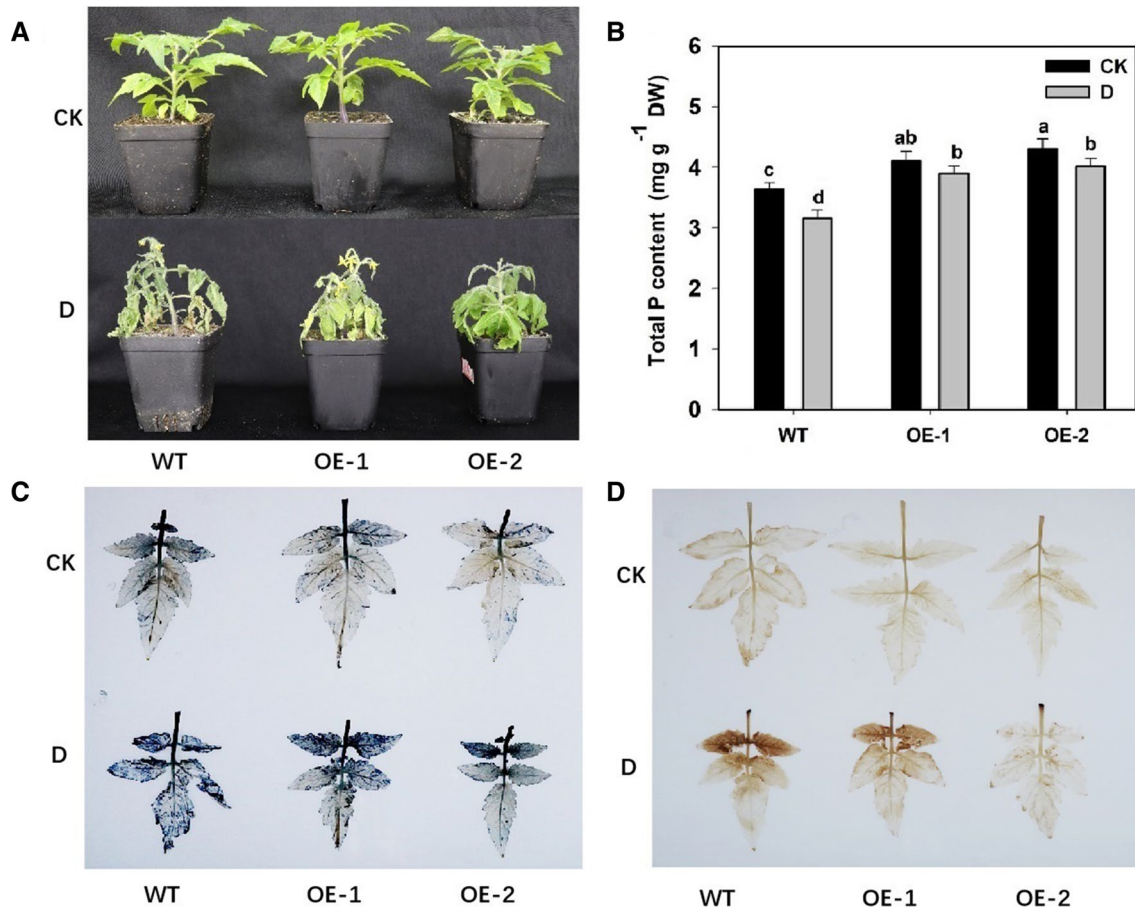 A
CK
D
WT OE-1 OE-2
B
Total P content (mg g⁻¹ DW)
6
5
4
3
2
1
0
CK
D
c
d
ab
b
a
b
WT OE-1 OE-2
C
CK
D
WT OE-1 OE-2
D
CK
D
WT OE-1 OE-2